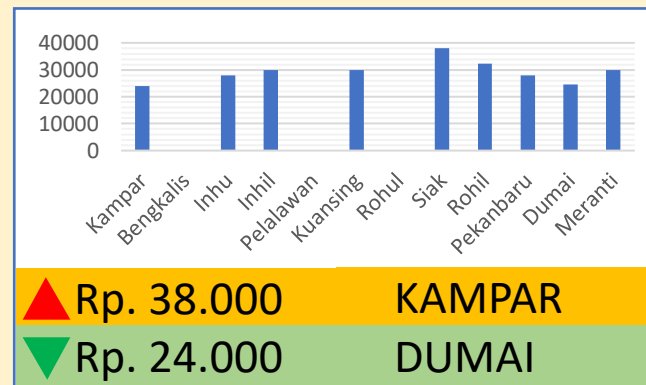 40000
30000
20000
10000
0
Kampar
Bengkalis
Inhu
Inhil
Pelalawan
Kuansing
Rohul
Siak
Rohil
Pekanbaru
Dumai
Meranti
Rp. 38.000 KAMPAR
Rp. 24.000 DUMAI